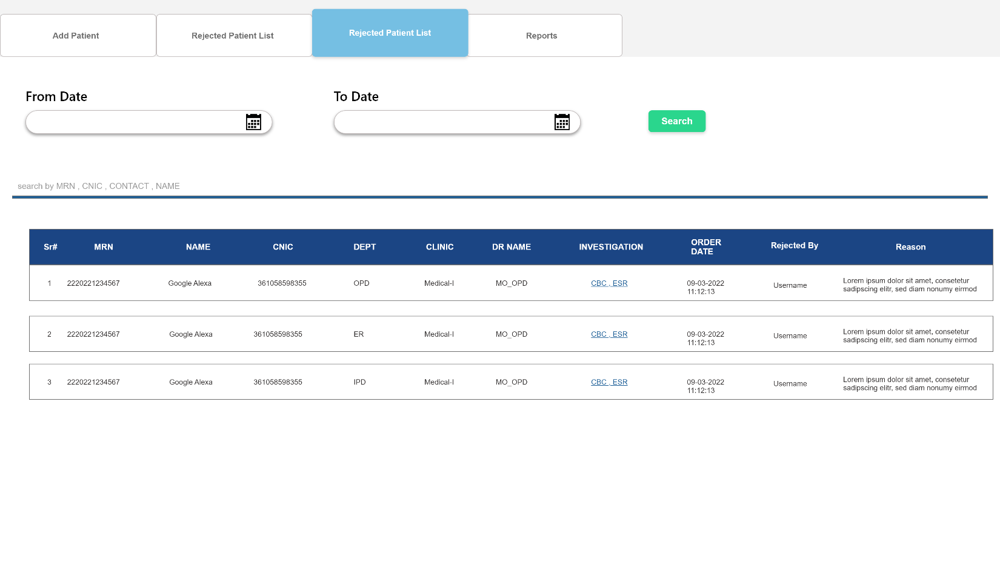 Add Patient
Rejected Patient List
Rejected Patient List
Reports
From Date
To Date
Search
search by MRN , CNIC , CONTACT , NAME
Sr# MRN NAME CNIC DEPT CLINIC DR NAME INVESTIGATION ORDER DATE Rejected By Reason
1 2220221234567 Google Alexa 361058598355 OPD Medical-I MO_OPD CBC , ESR 09-03-2022 Username Lorem ipsum dolor sit amet, consetetur
11:12:13 sadipscing elitr, sed diam nonumy eirmod
2 2220221234567 Google Alexa 361058598355 ER Medical-I MO_OPD CBC , ESR 09-03-2022 Username Lorem ipsum dolor sit amet, consetetur
11:12:13 sadipscing elitr, sed diam nonumy eirmod
3 2220221234567 Google Alexa 361058598355 IPD Medical-I MO_OPD CBC , ESR 09-03-2022 Username Lorem ipsum dolor sit amet, consetetur
11:12:13 sadipscing elitr, sed diam nonumy eirmod